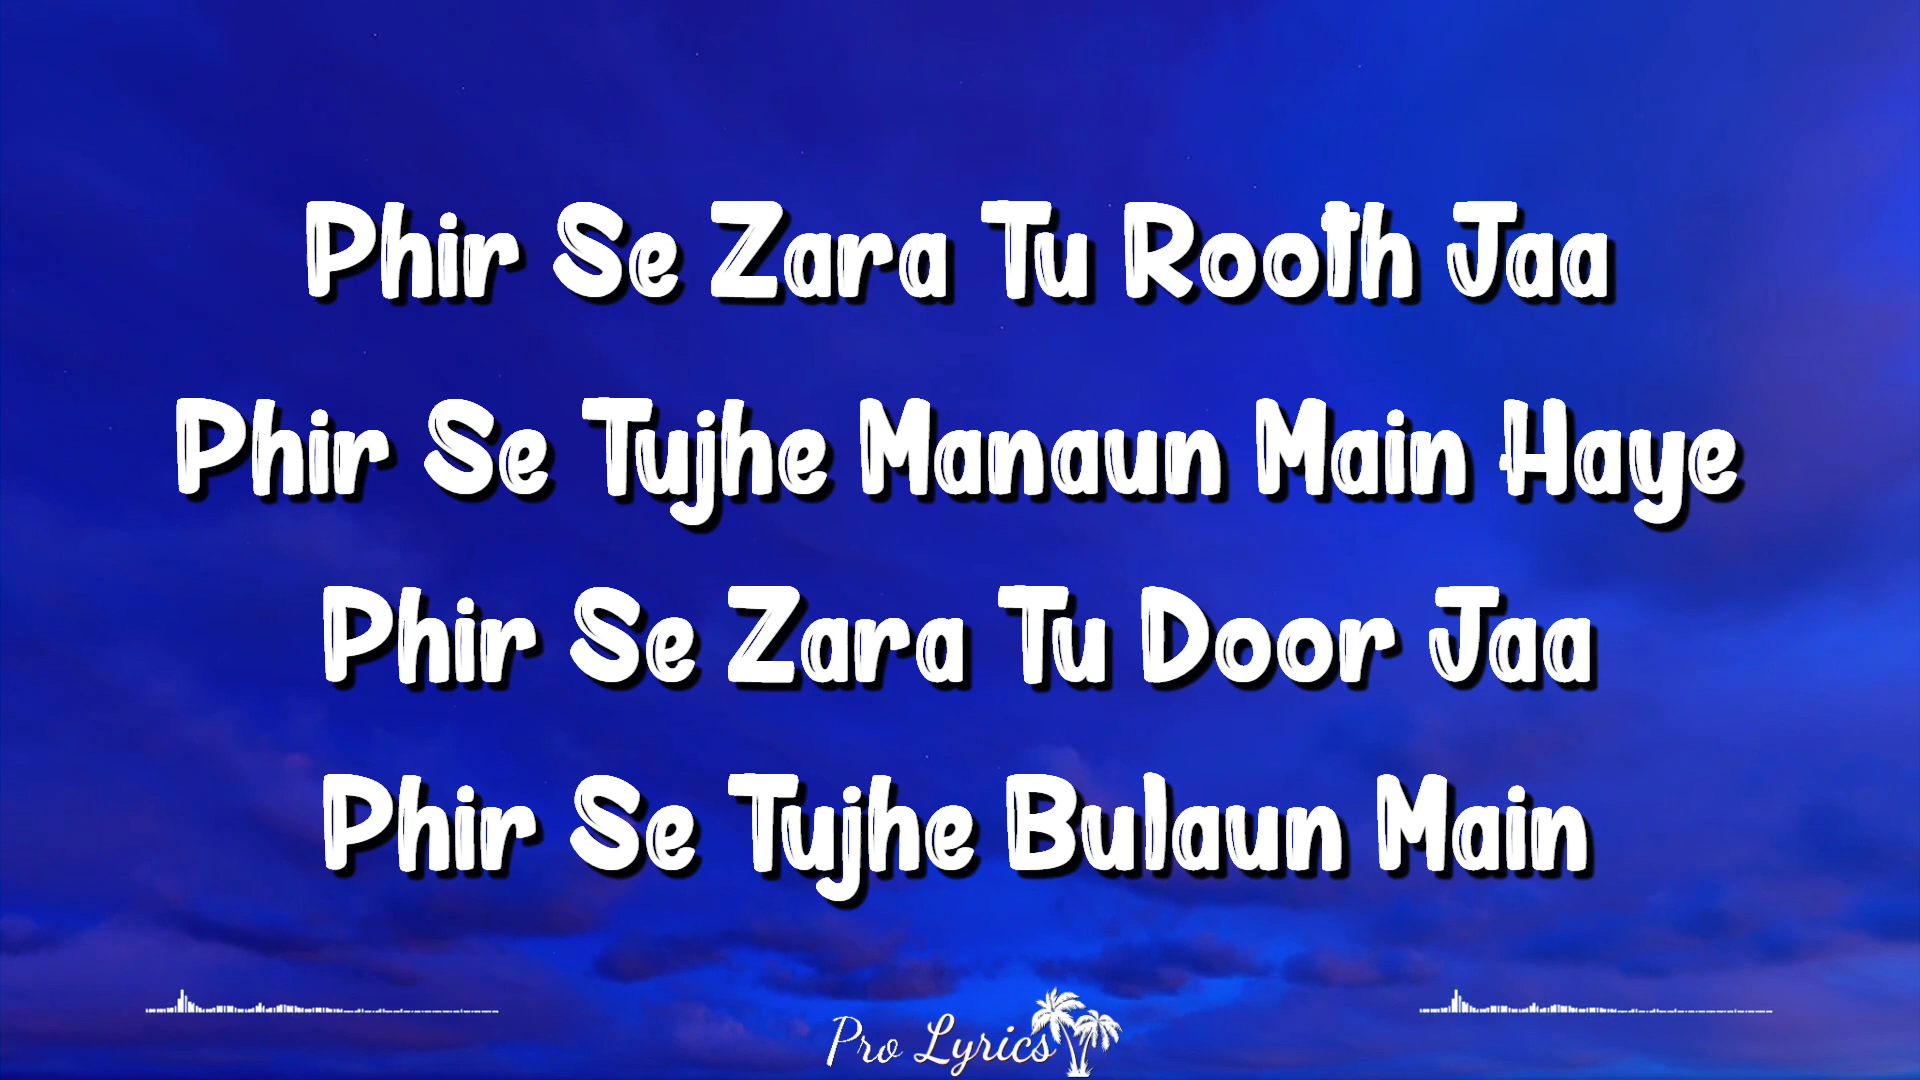 Phir Se Zara Tu Rooth Jaa
Phir Se Tujhe Manaun Main Haye
Phir Se Zara Tu Door Jaa
Phir Se Tujhe Bulaun Main
Pro Lyrics